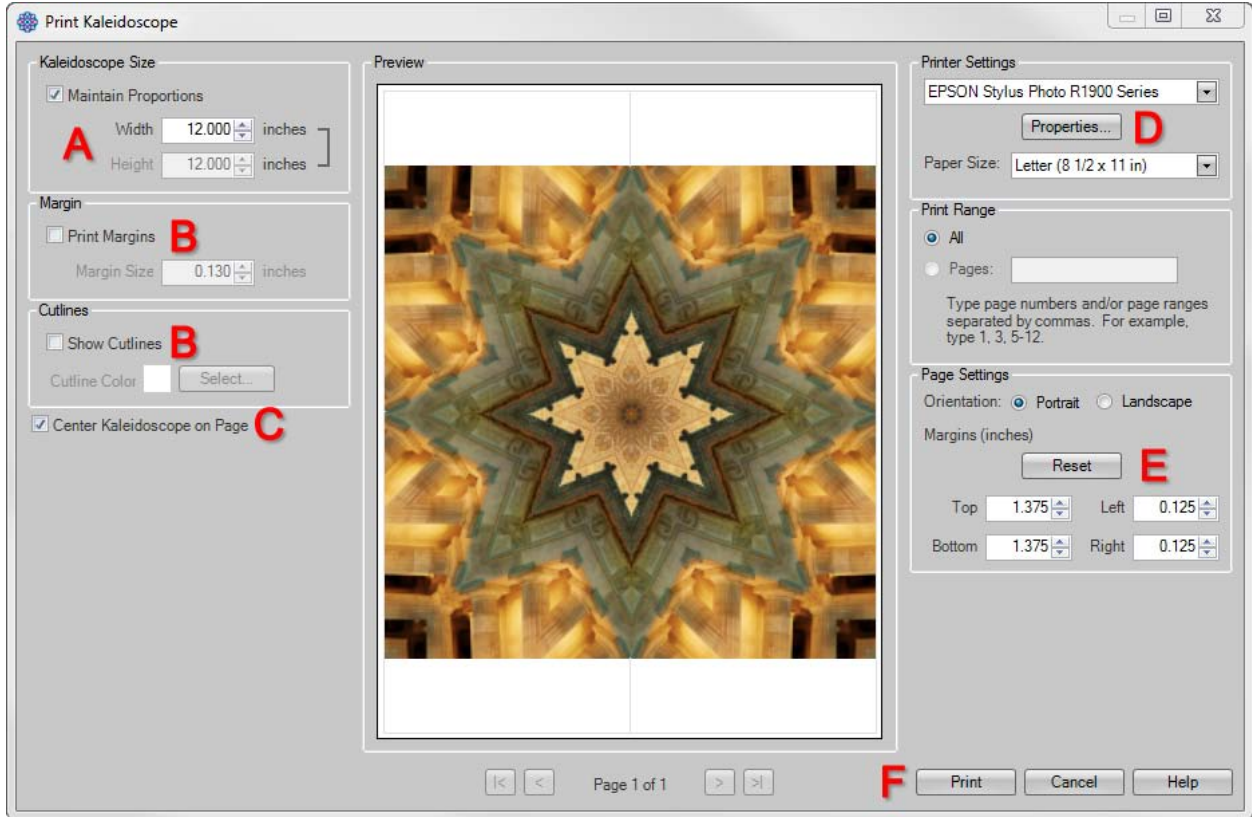 Print Kaleidoscope
Kaleidoscope Size
Maintain Proportions
A
Width 12.000 inches
Height 12.000 inches
Margin
Print Margins B
Margin Size 0.130 inches
Cutlines
Show Cutlines B
Cutline Color Select...
Center Kaleidoscope on Page C
Preview
|< < Page 1 of 1 > >|
Printer Settings
EPSON Stylus Photo R1900 Series
Properties... D
Paper Size: Letter (8 1/2 x 11 in)
Print Range
All
Pages:
Type page numbers and/or page ranges
separated by commas. For example,
type 1, 3, 5-12.
Page Settings
Orientation: Portrait Landscape
Margins (inches)
Reset E
Top 1.375 Left 0.125
Bottom 1.375 Right 0.125
F Print Cancel Help